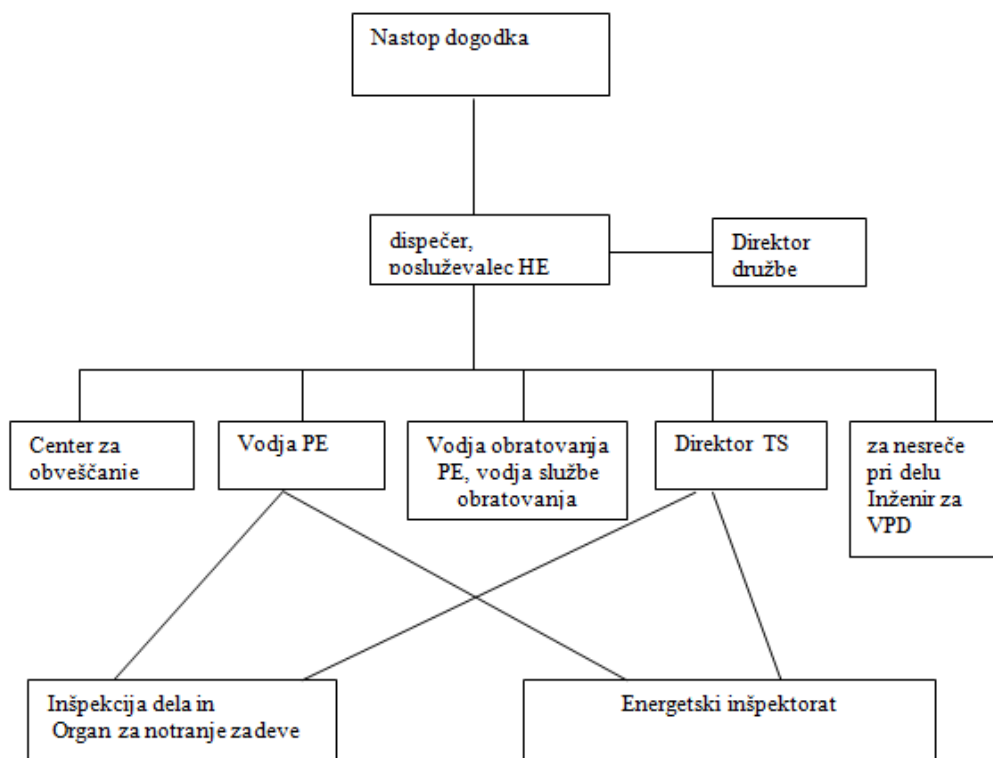 Nastop dogodka
dispečer,
posluževalec HE
Direktor
družbe
Center za
obveščanje
Vodja PE
Vodja obratovanja
PE, vodja službe
obratovanja
Direktor TS
za nesreče
pri delu
Inženir za
VPD
Inšpekcija dela in
Organ za notranje zadeve
Energetski inšpektorat